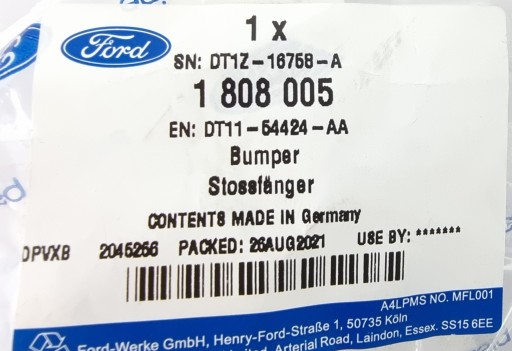 1 x
Ford
SN: DT1Z-16758-A
1 808 005
EN: DT11-54424-AA
Bumper
Stossfänger
CONTENTS MADE IN Germany
DPVXB 2045256 PACKED: 26AUG2021 USE BY: *******
A4LPMS NO. MFL001
Ford-Werke GmbH, Henry-Ford-Straße 1, 50735 Köln
Limited, Arterial Road, Laindon, Essex. SS15 6EE